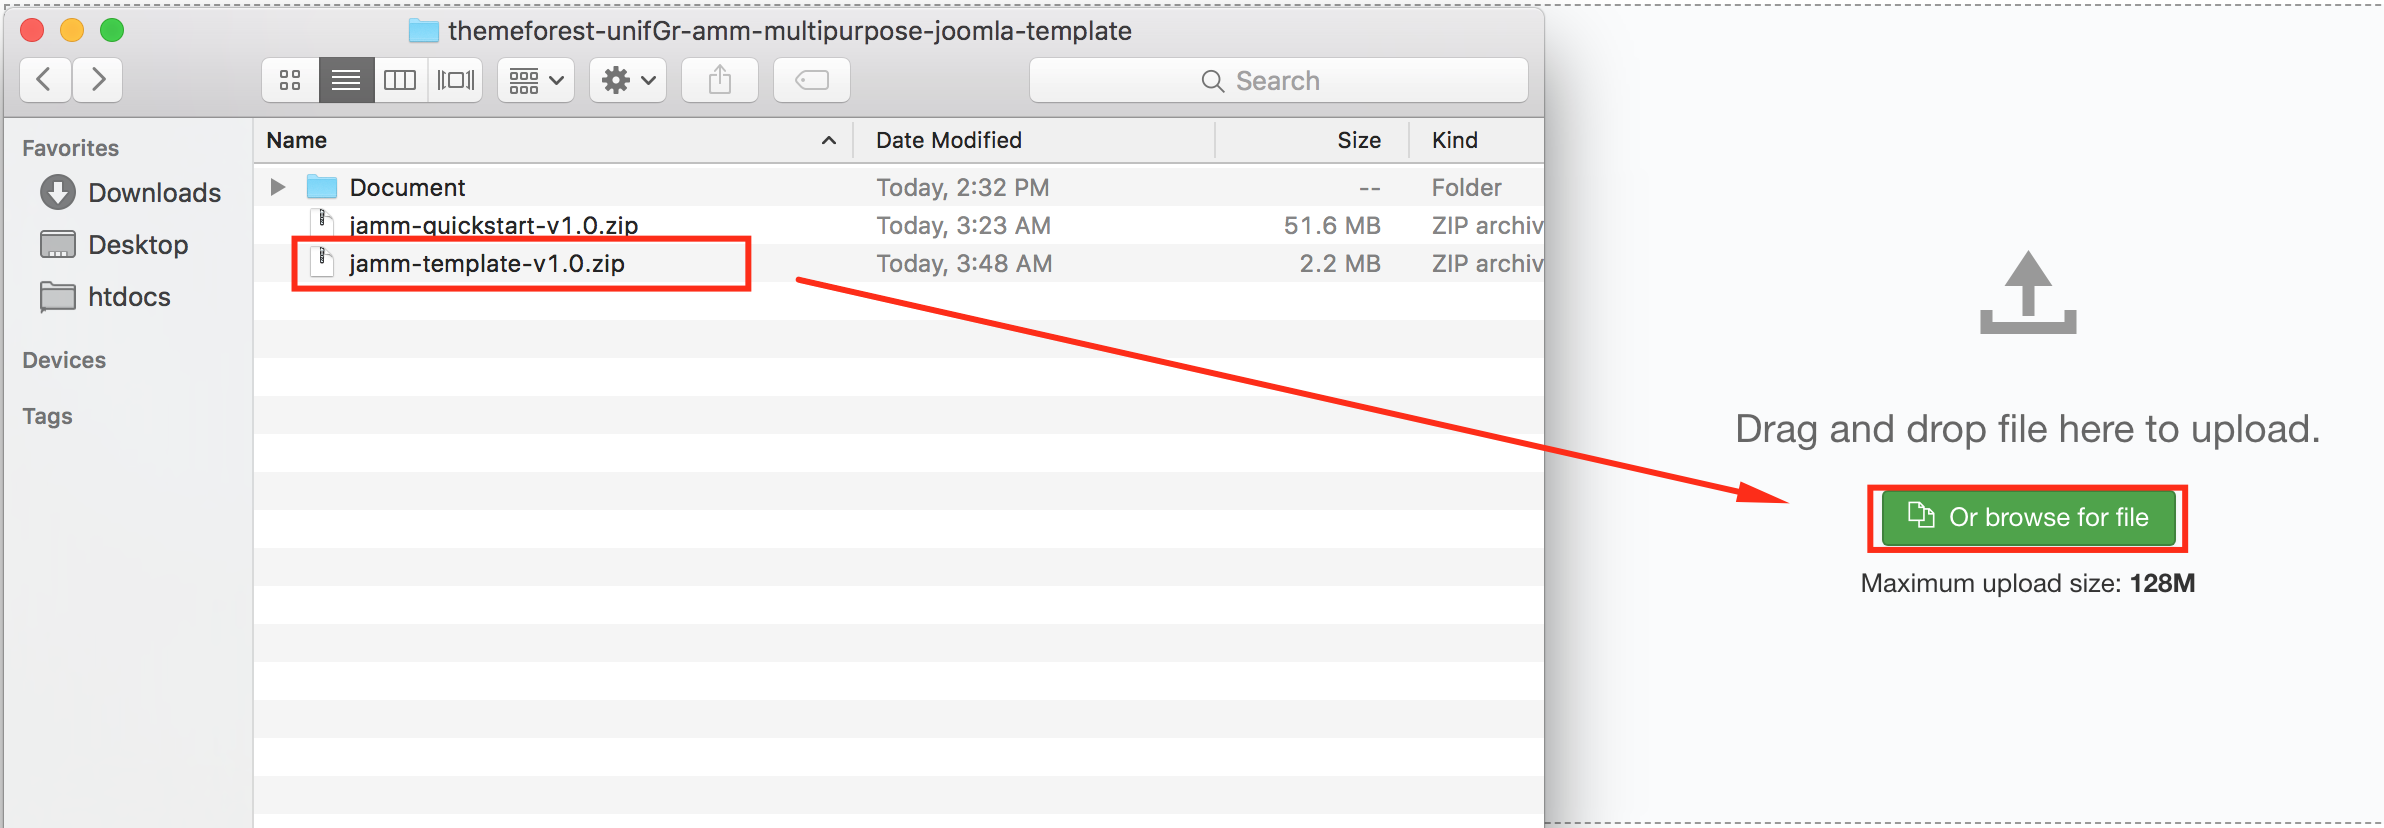 themeforest-unifGr-amm-multipurpose-joomla-template
Search
Favorites
Downloads
Desktop
htdocs
Devices
Tags
Name Date Modified Size Kind
Document Today, 2:32 PM -- Folder
jamm-quickstart-v1.0.zip Today, 3:23 AM 51.6 MB ZIP archiv
jamm-template-v1.0.zip Today, 3:48 AM 2.2 MB ZIP archiv
Drag and drop file here to upload.
Or browse for file
Maximum upload size: 128M